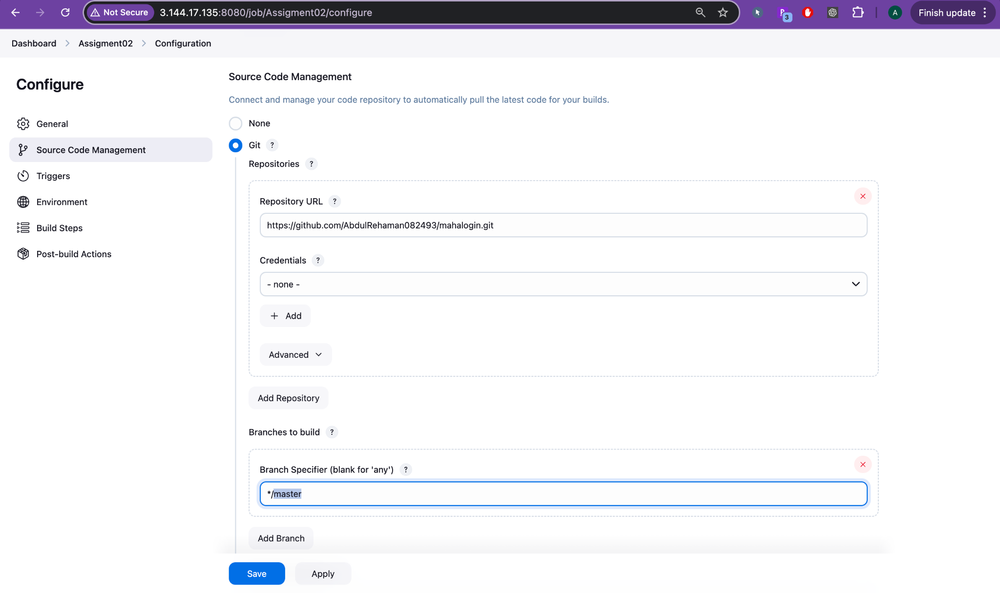 Not Secure 3.144.17.135:8080/job/Assigment02/configure 3 A Finish update
Dashboard Assigment02 Configuration
Configure
General
Source Code Management
Triggers
Environment
Build Steps
Post-build Actions
Source Code Management
Connect and manage your code repository to automatically pull the latest code for your builds.
None
Git ?
Repositories ?
Repository URL ?
https://github.com/AbdulRehaman082493/mahalogin.git
Credentials ?
- none -
+ Add
Advanced
Add Repository
Branches to build ?
Branch Specifier (blank for 'any') ?
*/master
Add Branch
Save Apply